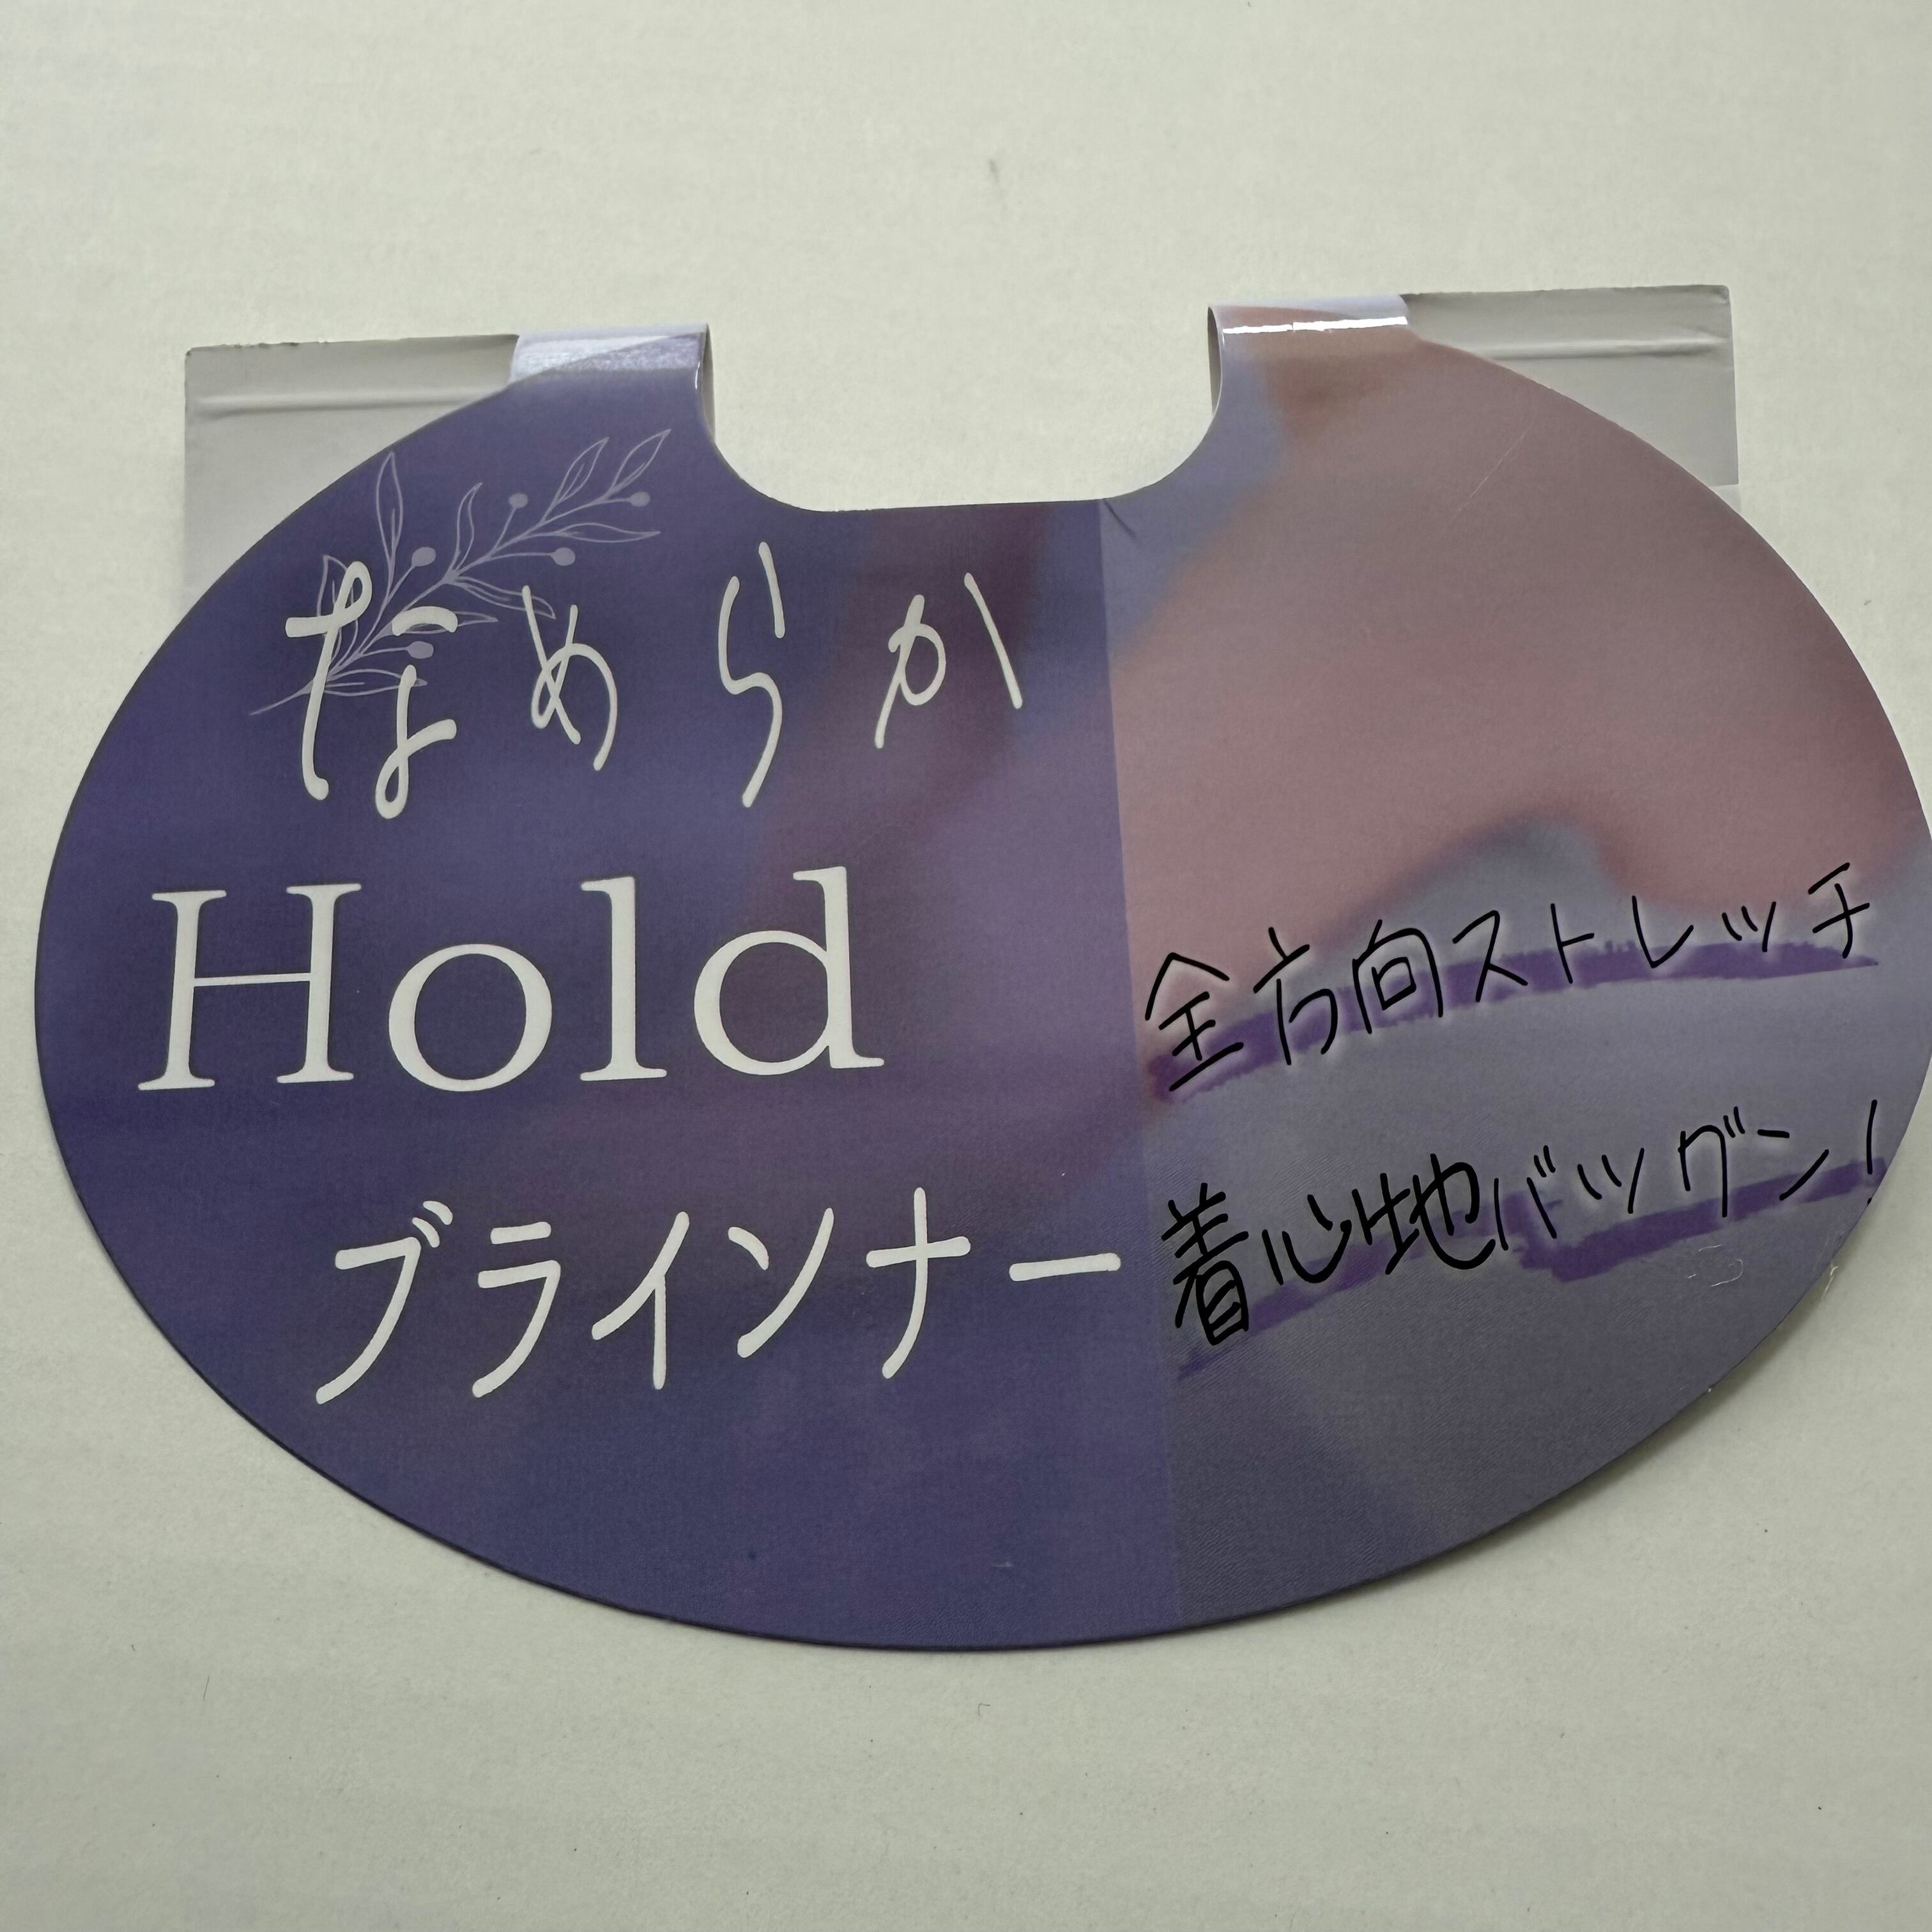 なめらか
Hold
ブラインナー
全方向ストレッチ
着心地バツグン!